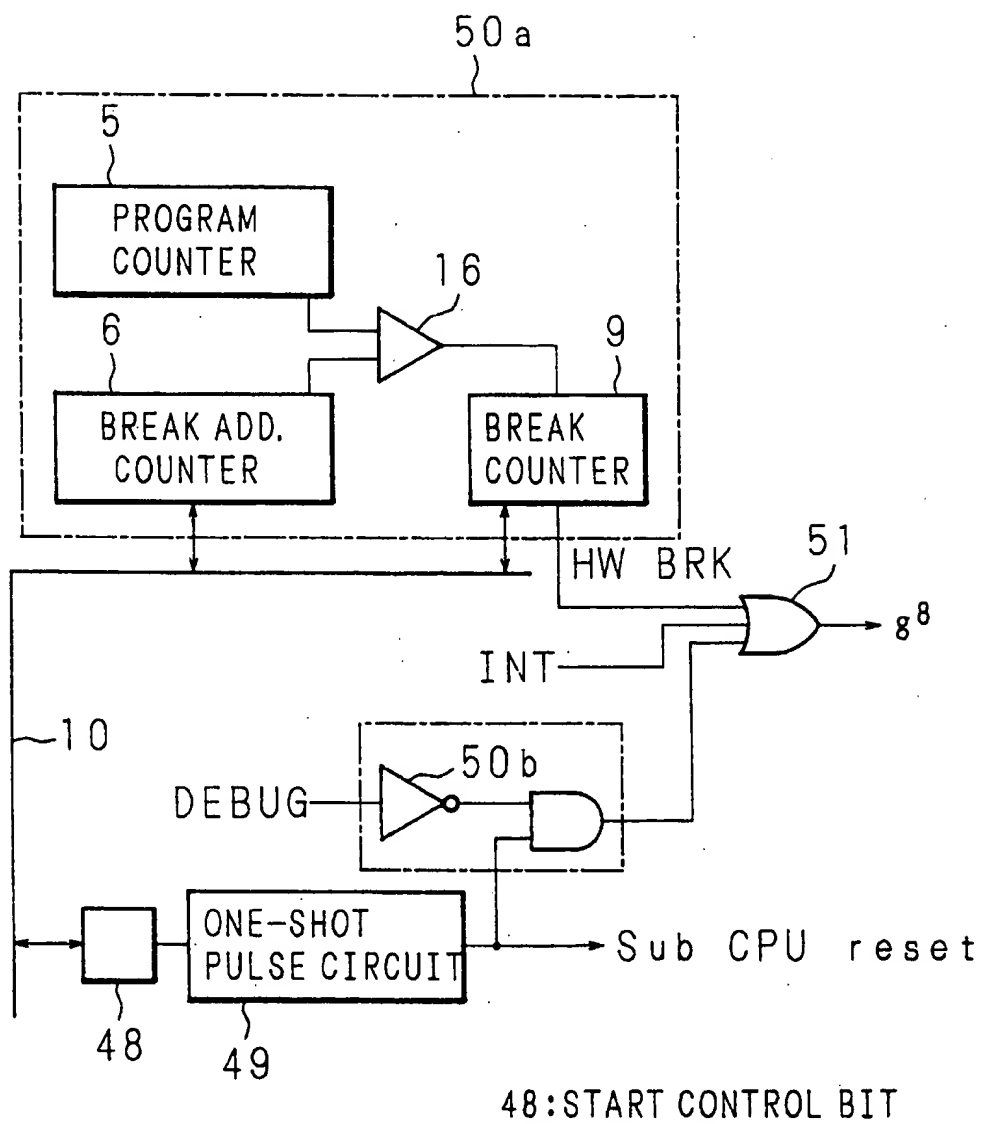 50a
5
PROGRAM
COUNTER
16
6
9
BREAK ADD.
COUNTER
BREAK
COUNTER
HW BRK
51
g8
INT
10
50b
DEBUG
ONE-SHOT
PULSE CIRCUIT
Sub CPU reset
48
49
48:START CONTROL BIT